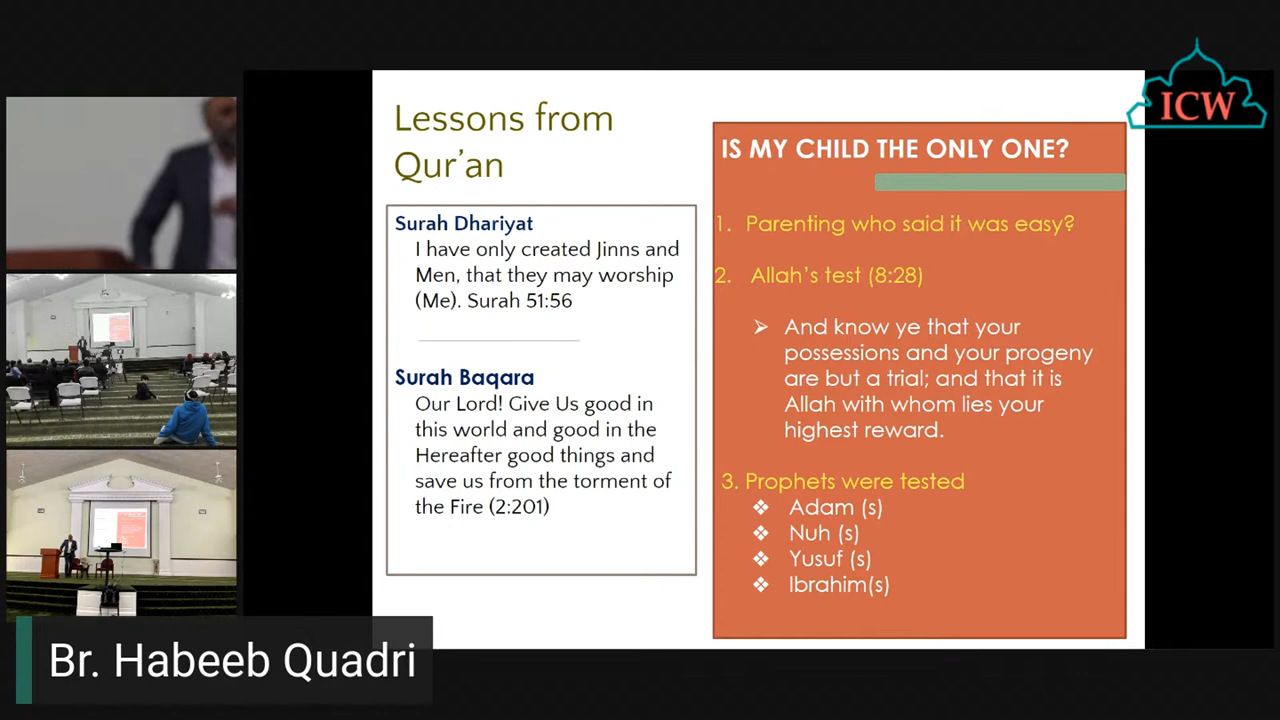 Lessons from
Qur’an
Surah Dhariyat
I have only created Jinns and
Men, that they may worship
(Me). Surah 51:56
Surah Baqara
Our Lord! Give Us good in
this world and good in the
Hereafter good things and
save us from the torment of
the Fire (2:201)
IS MY CHILD THE ONLY ONE?
1. Parenting who said it was easy?
2. Allah’s test (8:28)
➢ And know ye that your
possessions and your progeny
are but a trial; and that it is
Allah with whom lies your
highest reward.
3. Prophets were tested
❖ Adam (s)
❖ Nuh (s)
❖ Yusuf (s)
❖ Ibrahim(s)
ICW
Br. Habeeb Quadri